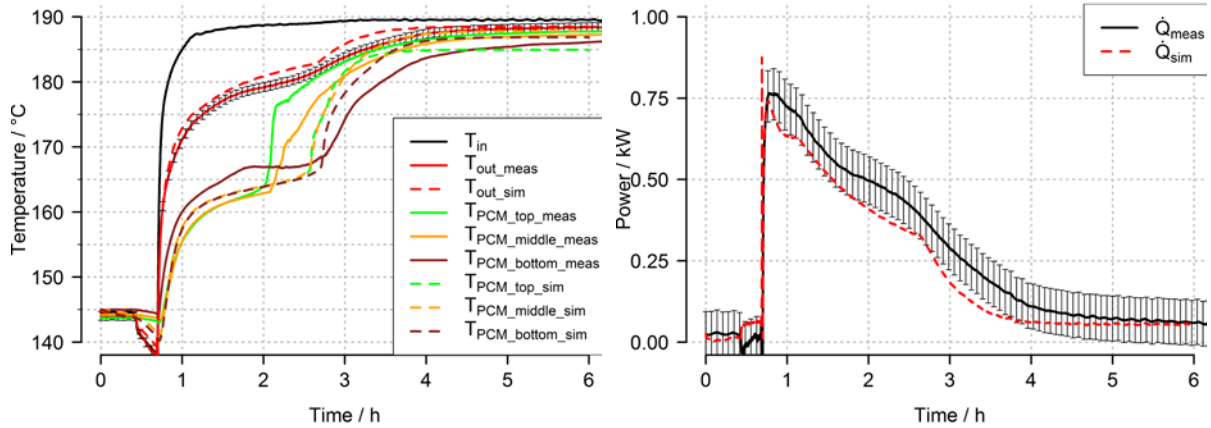 190
180
170
160
150
140
Temperature / °C
T_in
T_out_meas
T_out_sim
T_PCM_top_meas
T_PCM_middle_meas
T_PCM_bottom_meas
T_PCM_top_sim
T_PCM_middle_sim
T_PCM_bottom_sim
0 1 2 3 4 5 6
Time / h
1.00
0.75
0.50
0.25
0.00
Power / kW
Q̇_meas
Q̇_sim
0 1 2 3 4 5 6
Time / h